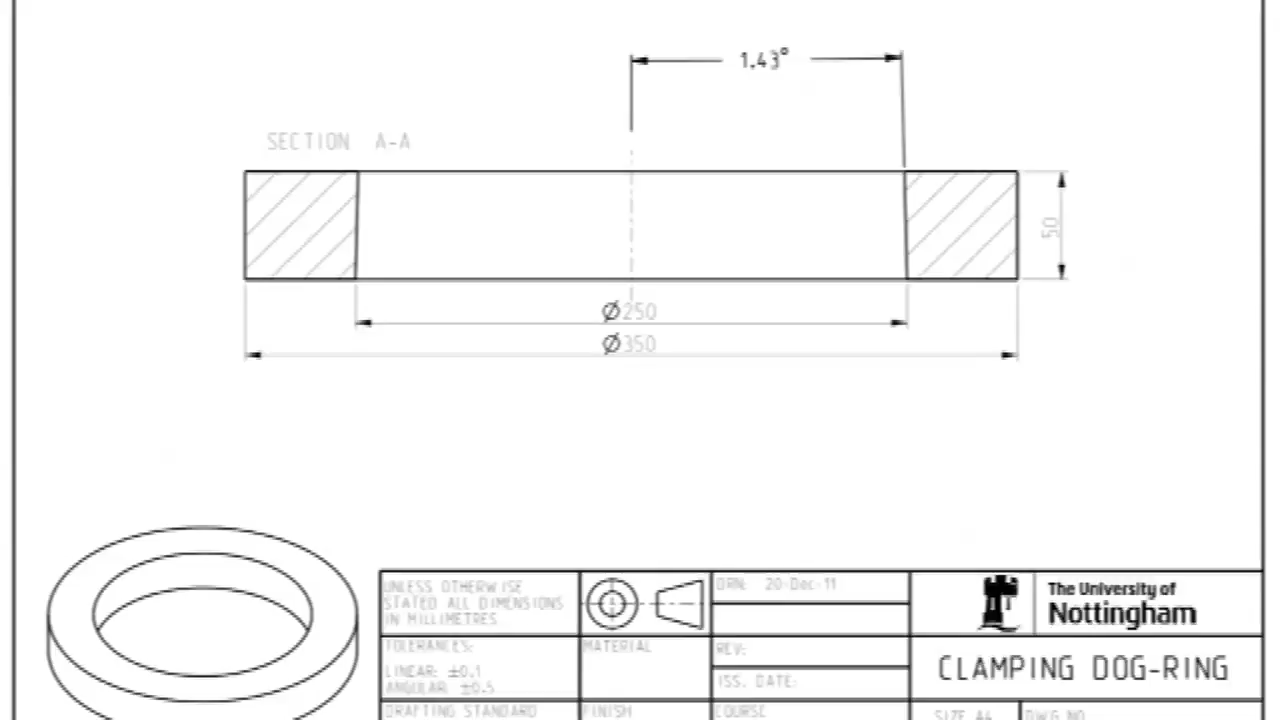 1.43°
SECTION A-A
50
Ø250
Ø350
UNLESS OTHERWISE
STATED ALL DIMENSIONS
IN MILLIMETRES
DRN: 20-Dec-11
The University of
Nottingham
TOLERANCES:
LINEAR: ±0.1
ANGULAR: ±0.5
MATERIAL
REV:
ISS. DATE:
CLAMPING DOG-RING
DRAFTING STANDARD
FINISH
COURSE
SIZE A4
DWG NO